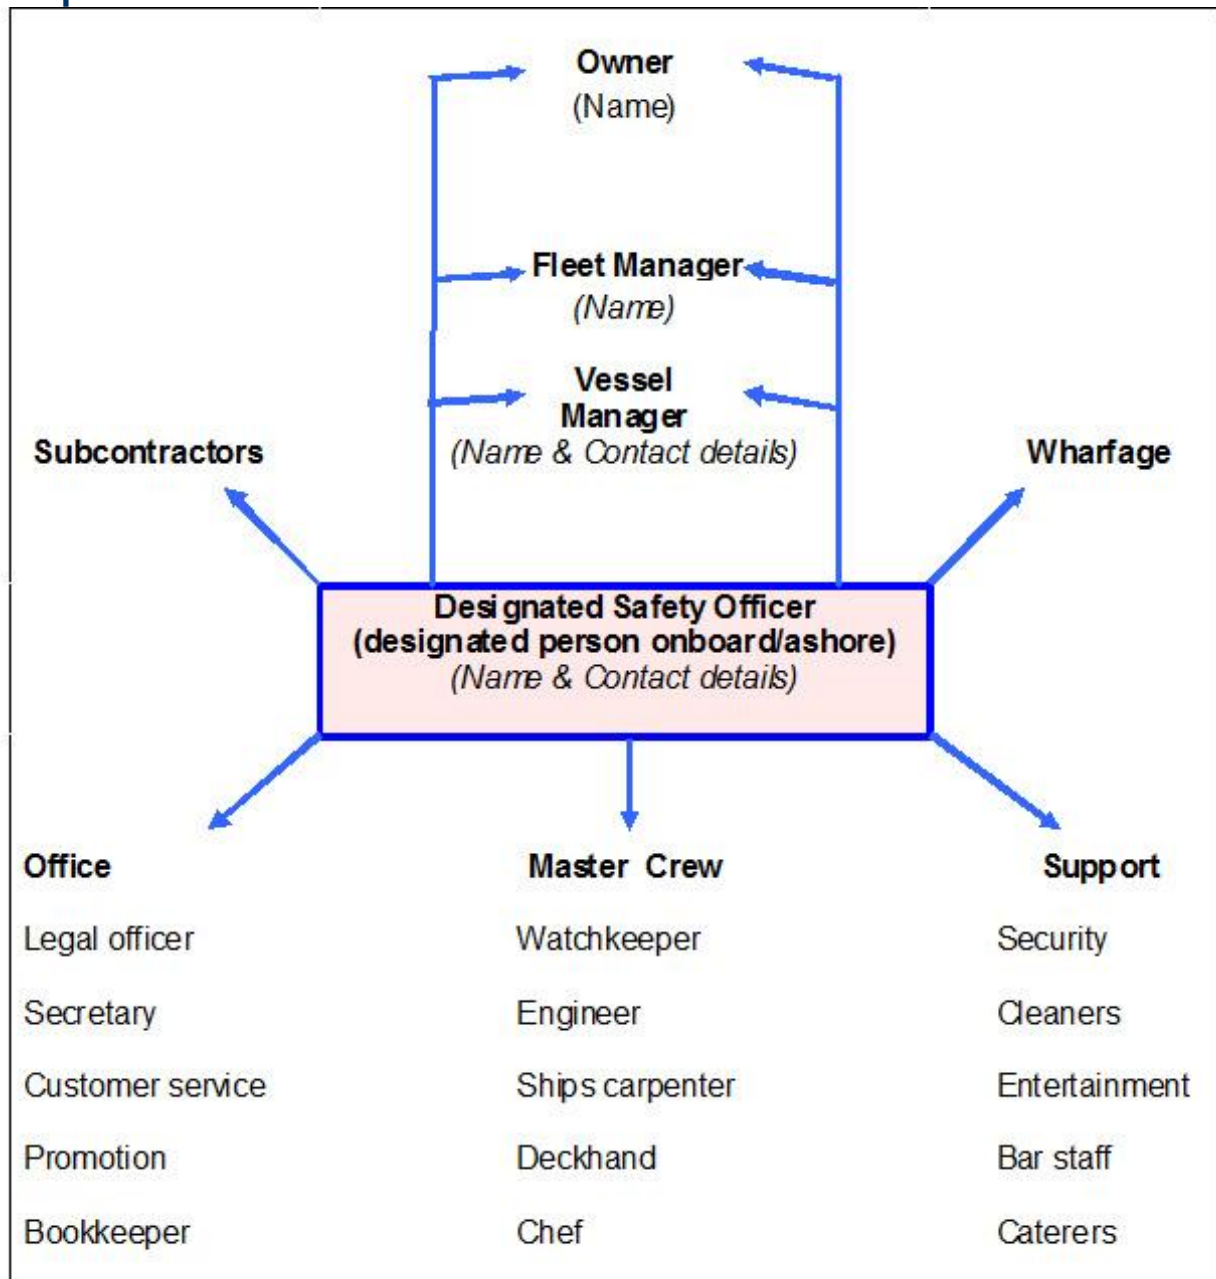 Owner
(Name)
Fleet Manager
(Name)
Vessel
Manager
(Name & Contact details)
Subcontractors
Wharfage
Designated Safety Officer
(designated person onboard/ashore)
(Name & Contact details)
Office
Master Crew
Support
Legal officer
Watchkeeper
Security
Secretary
Engineer
Cleaners
Customer service
Ships carpenter
Entertainment
Promotion
Deckhand
Bar staff
Bookkeeper
Chef
Caterers